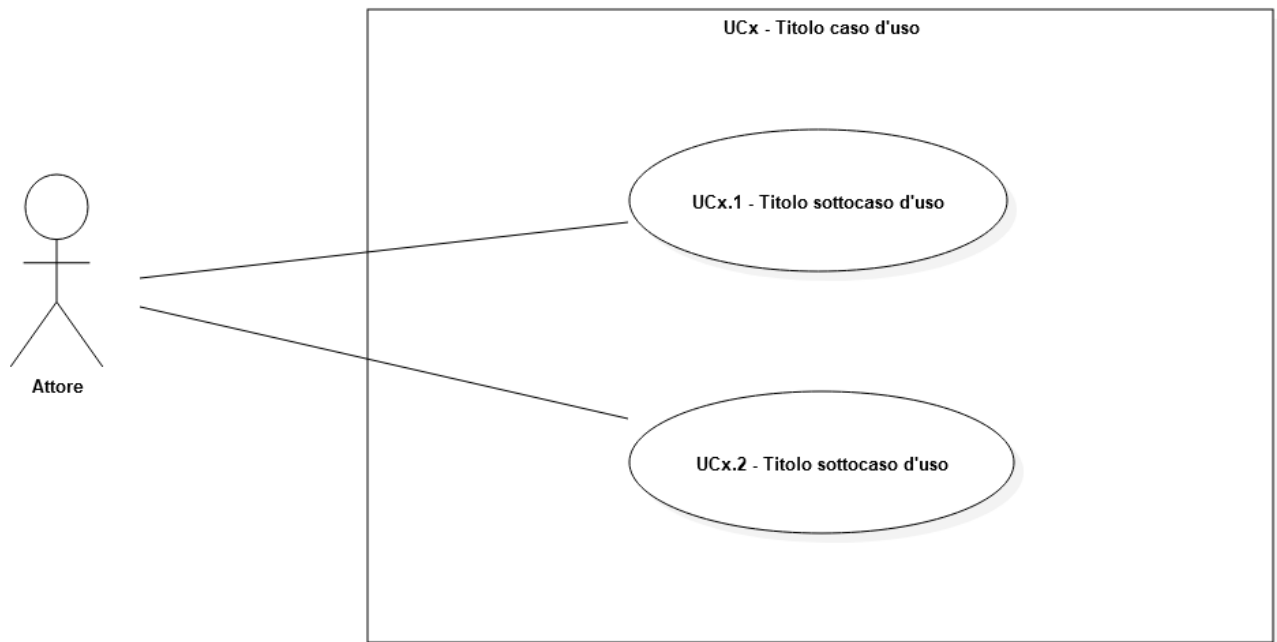 UCx - Titolo caso d'uso
UCx.1 - Titolo sottocaso d'uso
Attore
UCx.2 - Titolo sottocaso d'uso